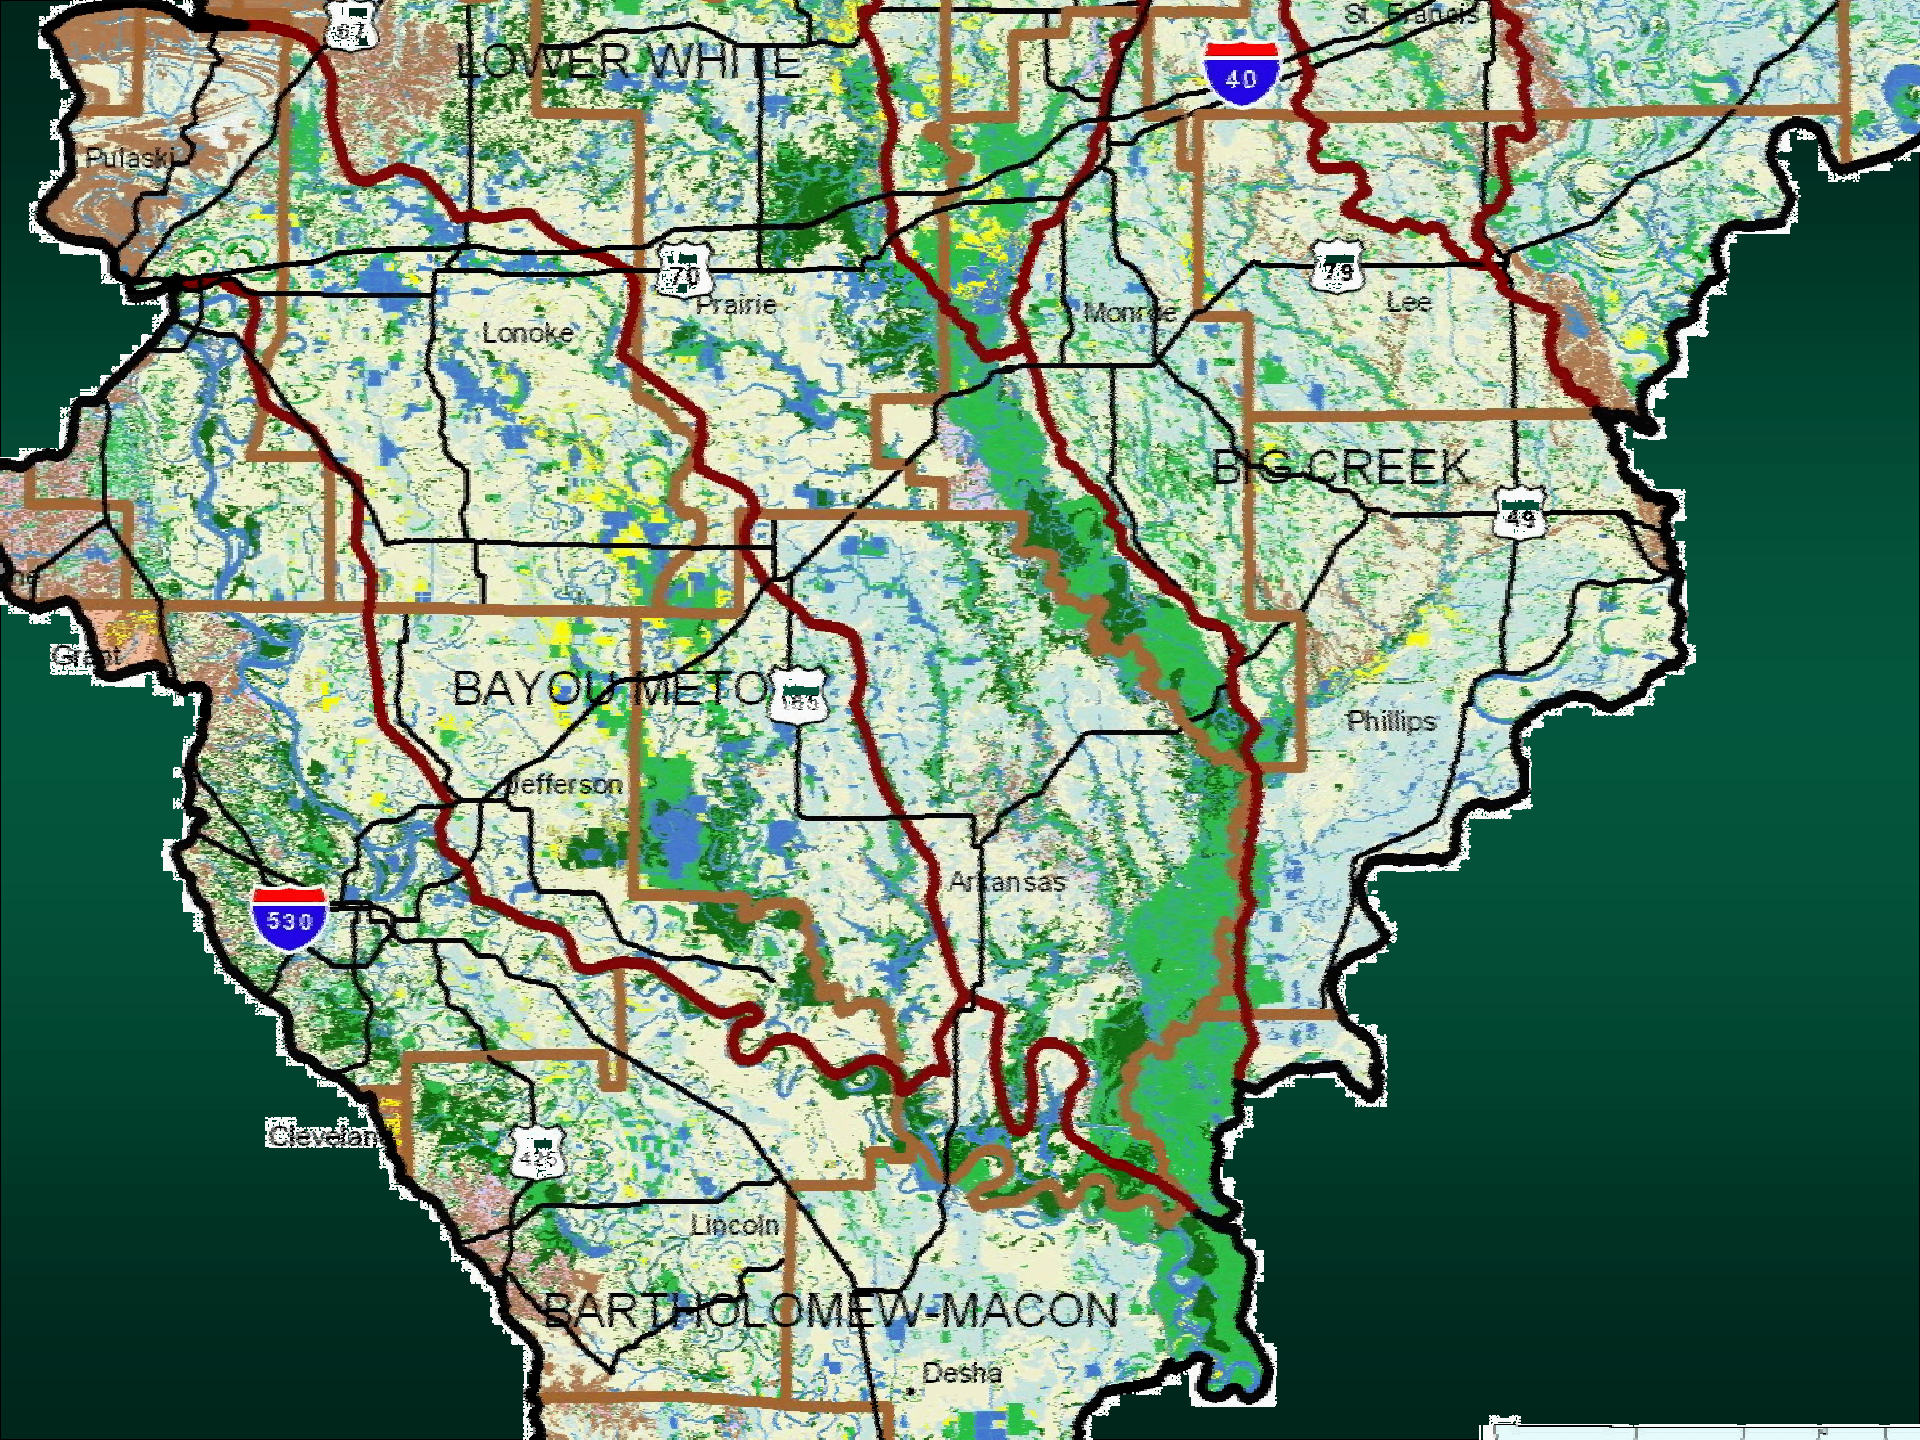 St. Francis
67
LOWER WHITE
40
Pulaski
70
79
Prairie
Lee
Monroe
Lonoke
BIG CREEK
49
Grant
BAYOU METO
165
Phillips
Jefferson
Arkansas
530
Cleveland
425
Lincoln
BARTHOLOMEW-MACON
Desha